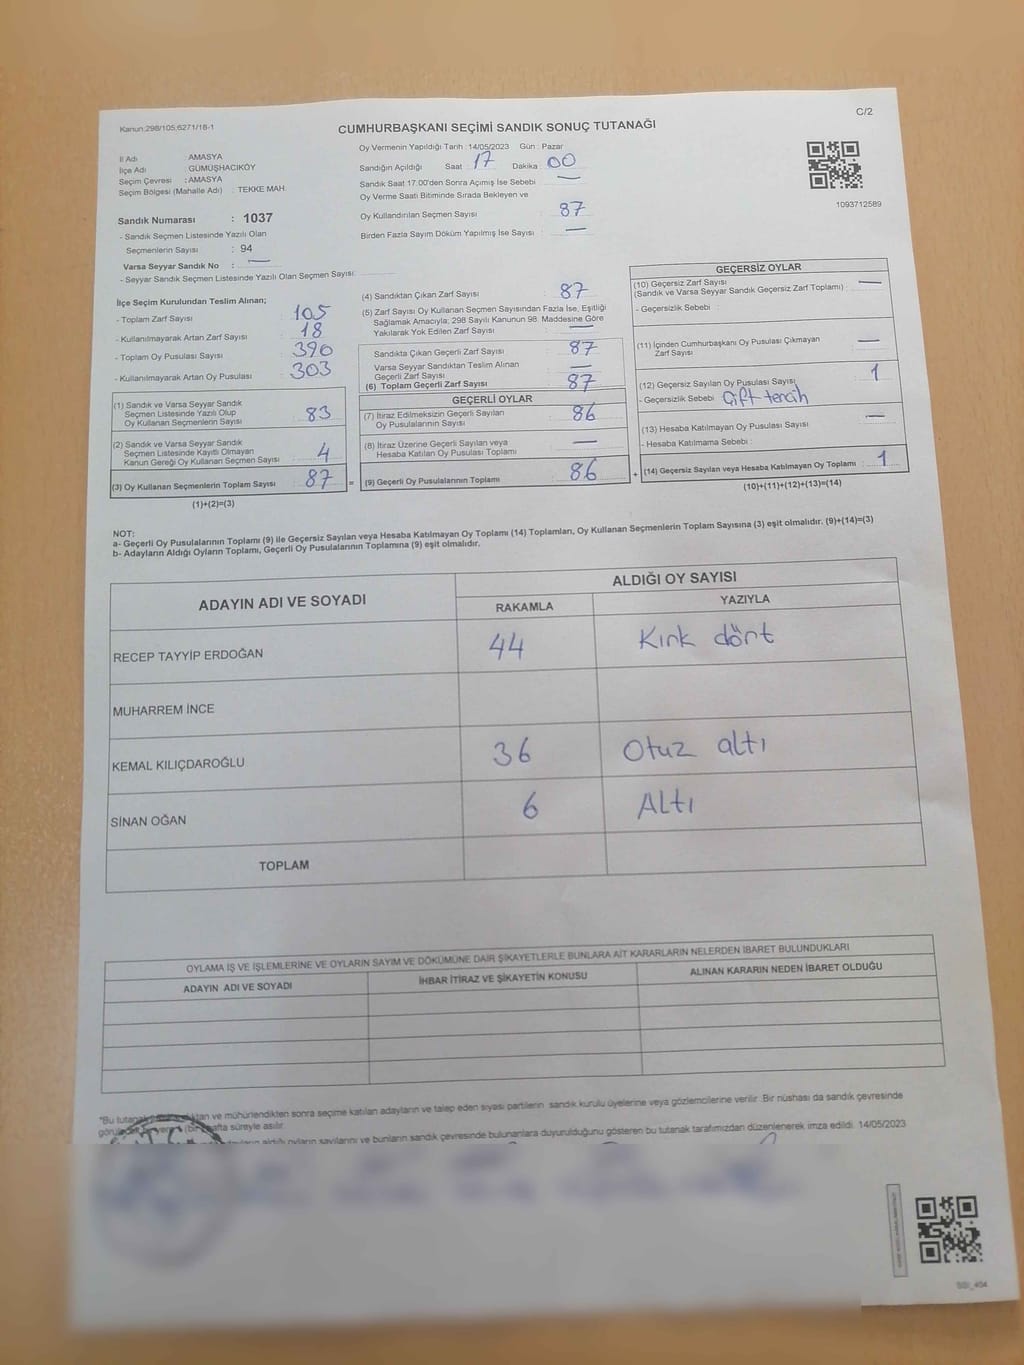 Kanun:298/105,6271/18-1
C/2
CUMHURBAŞKANI SEÇİMİ SANDIK SONUÇ TUTANAĞI
İl Adı : AMASYA
İlçe Adı : GÜMÜŞHACIKÖY
Seçim Çevresi : AMASYA
Seçim Bölgesi (Mahalle Adı) : TEKKE MAH.
Sandık Numarası : 1037
- Sandık Seçmen Listesinde Yazılı Olan
Seçmenlerin Sayısı : 94
Varsa Seyyar Sandık No : —
- Seyyar Sandık Seçmen Listesinde Yazılı Olan Seçmen Sayısı:
Oy Vermenin Yapıldığı Tarih : 14/05/2023 Gün : Pazar
Sandığın Açıldığı Saat : 17 Dakika : 00
Sandık Saat 17:00'den Sonra Açımış İse Sebebi : —
Oy Verme Saati Bitiminde Sırada Bekleyen ve
Oy Kullandırılan Seçmen Sayısı : 87
Birden Fazla Sayım Döküm Yapılmış İse Sayısı : —
1093712589
İlçe Seçim Kurulundan Teslim Alınan;
- Toplam Zarf Sayısı : 105
- Kullanılmayarak Artan Zarf Sayısı : 18
- Toplam Oy Pusulası Sayısı : 390
- Kullanılmayarak Artan Oy Pusulası : 303
(1) Sandık ve Varsa Seyyar Sandık
Seçmen Listesinde Yazılı Olup
Oy Kullanan Seçmenlerin Sayısı : 83
(2) Sandık ve Varsa Seyyar Sandık
Seçmen Listesinde Kayıtlı Olmayan
Kanun Gereği Oy Kullanan Seçmen Sayısı : 4
(3) Oy Kullanan Seçmenlerin Toplam Sayısı : 87 =
(1)+(2)=(3)
(4) Sandıktan Çıkan Zarf Sayısı : 87
(5) Zarf Sayısı Oy Kullanan Seçmen Sayısından Fazla İse, Eşitliği
Sağlamak Amacıyla; 298 Sayılı Kanunun 98. Maddesine Göre
Yakılarak Yok Edilen Zarf Sayısı : —
Sandıkta Çıkan Geçerli Zarf Sayısı : 87
Varsa Seyyar Sandıktan Teslim Alınan
Geçerli Zarf Sayısı : —
(6) Toplam Geçerli Zarf Sayısı : 87
GEÇERLİ OYLAR
(7) İtiraz Edilmeksizin Geçerli Sayılan
Oy Pusulalarının Sayısı : 86
(8) İtiraz Üzerine Geçerli Sayılan veya
Hesaba Katılan Oy Pusulası Toplamı : —
(9) Geçerli Oy Pusulalarının Toplamı : 86 +
GEÇERSİZ OYLAR
(10) Geçersiz Zarf Sayısı
(Sandık ve Varsa Seyyar Sandık Geçersiz Zarf Toplamı) : —
- Geçersizlik Sebebi :
(11) İçinden Cumhurbaşkanı Oy Pusulası Çıkmayan
Zarf Sayısı : —
(12) Geçersiz Sayılan Oy Pusulası Sayısı : 1
- Geçersizlik Sebebi : Çift tercih
(13) Hesaba Katılmayan Oy Pusulası Sayısı : —
- Hesaba Katılmama Sebebi :
(14) Geçersiz Sayılan veya Hesaba Katılmayan Oy Toplamı : 1
(10)+(11)+(12)+(13)=(14)
NOT:
a- Geçerli Oy Pusulalarının Toplamı (9) ile Geçersiz Sayılan veya Hesaba Katılmayan Oy Toplamı (14) Toplamları, Oy Kullanan Seçmenlerin Toplam Sayısına (3) eşit olmalıdır. (9)+(14)=(3)
b- Adayların Aldığı Oyların Toplamı, Geçerli Oy Pusulalarının Toplamına (9) eşit olmalıdır.
ADAYIN ADI VE SOYADI
ALDIĞI OY SAYISI
RAKAMLA YAZIYLA
RECEP TAYYİP ERDOĞAN 44 Kırk dört
MUHARREM İNCE
KEMAL KILIÇDAROĞLU 36 Otuz altı
SİNAN OĞAN 6 Altı
TOPLAM
OYLAMA İŞ VE İŞLEMLERİNE VE OYLARIN SAYIM VE DÖKÜMÜNE DAİR ŞİKAYETLERLE BUNLARA AİT KARARLARIN NELERDEN İBARET BULUNDUKLARI
ADAYIN ADI VE SOYADI İHBAR İTİRAZ VE ŞİKAYETİN KONUSU ALINAN KARARIN NEDEN İBARET OLDUĞU
*Bu tutanak ve mühürlendikten sonra seçime katılan adayların ve talep eden siyasi partilerin sandık kurulu üyelerine veya gözlemcilerine verilir. Bir nüshası da sandık çevresinde
süreyle asılır.
aldığı oyların sayılarını ve bunların sandık çevresinde bulunanlara duyurulduğunu gösteren bu tutanak tarafımızdan düzenlenerek imza edildi. 14/05/2023